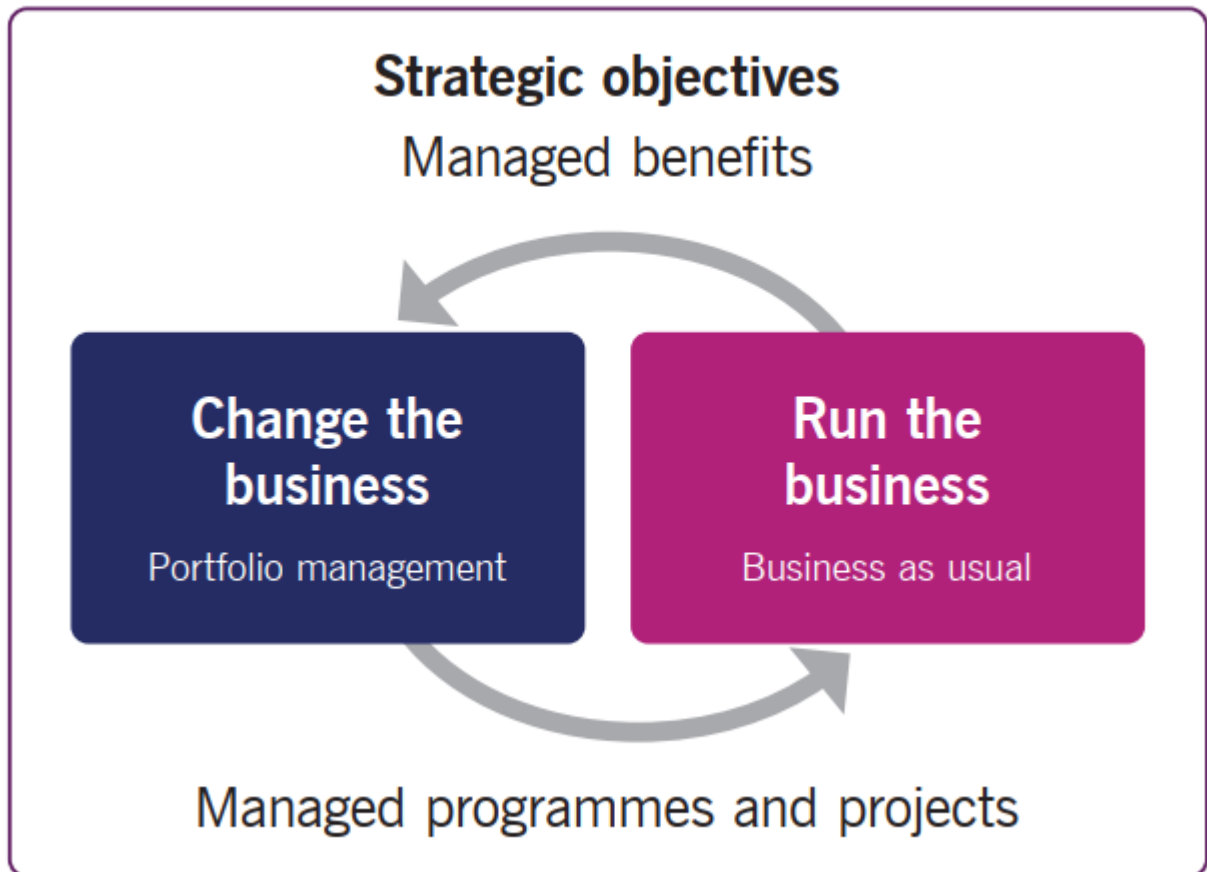 Strategic objectives
Managed benefits
Change the
business
Portfolio management
Run the
business
Business as usual
Managed programmes and projects